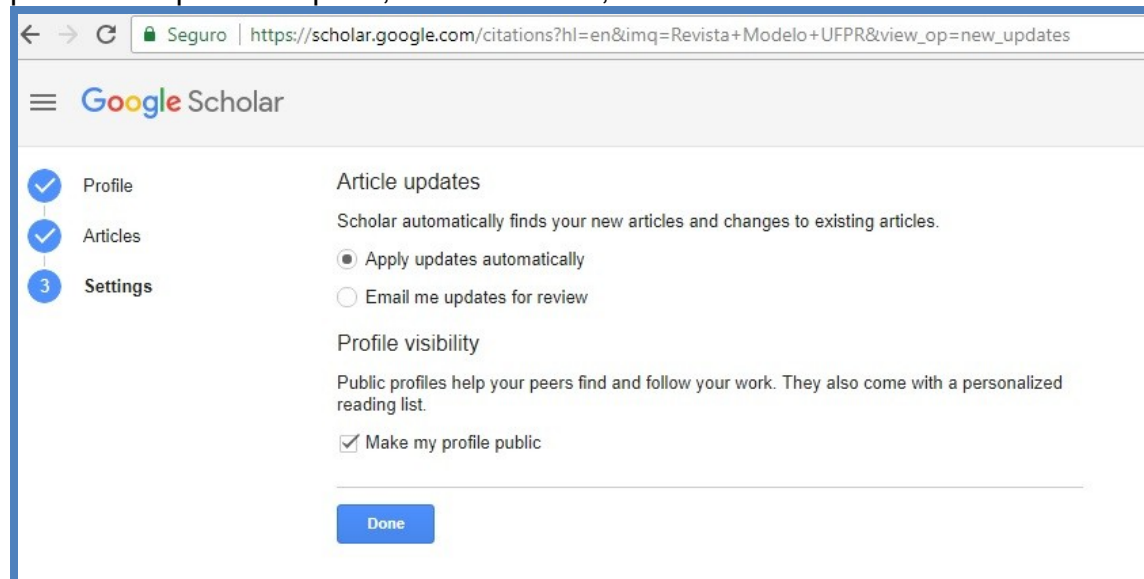 Seguro | https://scholar.google.com/citations?hl=en&imq=Revista+Modelo+UFPR&view_op=new_updates
Google Scholar
Profile
Articles
3 Settings
Article updates
Scholar automatically finds your new articles and changes to existing articles.
Apply updates automatically
Email me updates for review
Profile visibility
Public profiles help your peers find and follow your work. They also come with a personalized
reading list.
Make my profile public
Done